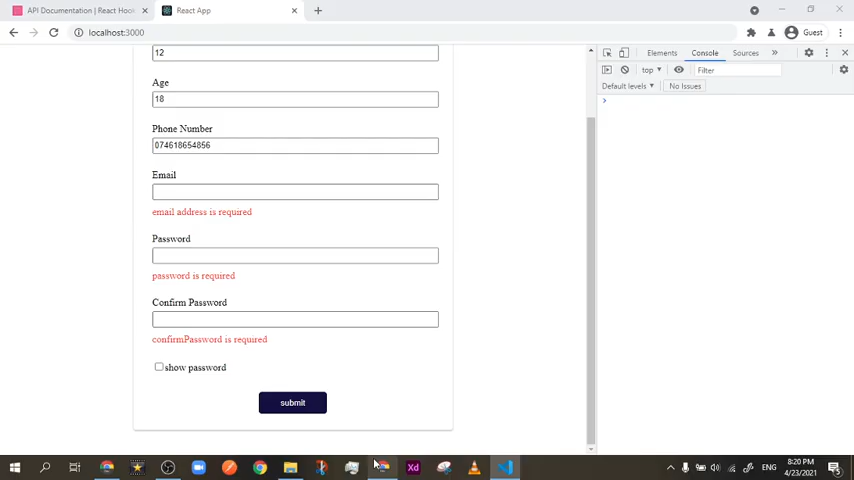 API Documentation | React Hook
React App
localhost:3000
Guest
12
Age
18
Phone Number
074618654856
Email
email address is required
Password
password is required
Confirm Password
confirmPassword is required
show password
submit
Elements
Console
Sources
top
Filter
Default levels
No Issues
Xd
ENG
8:20 PM
4/23/2021